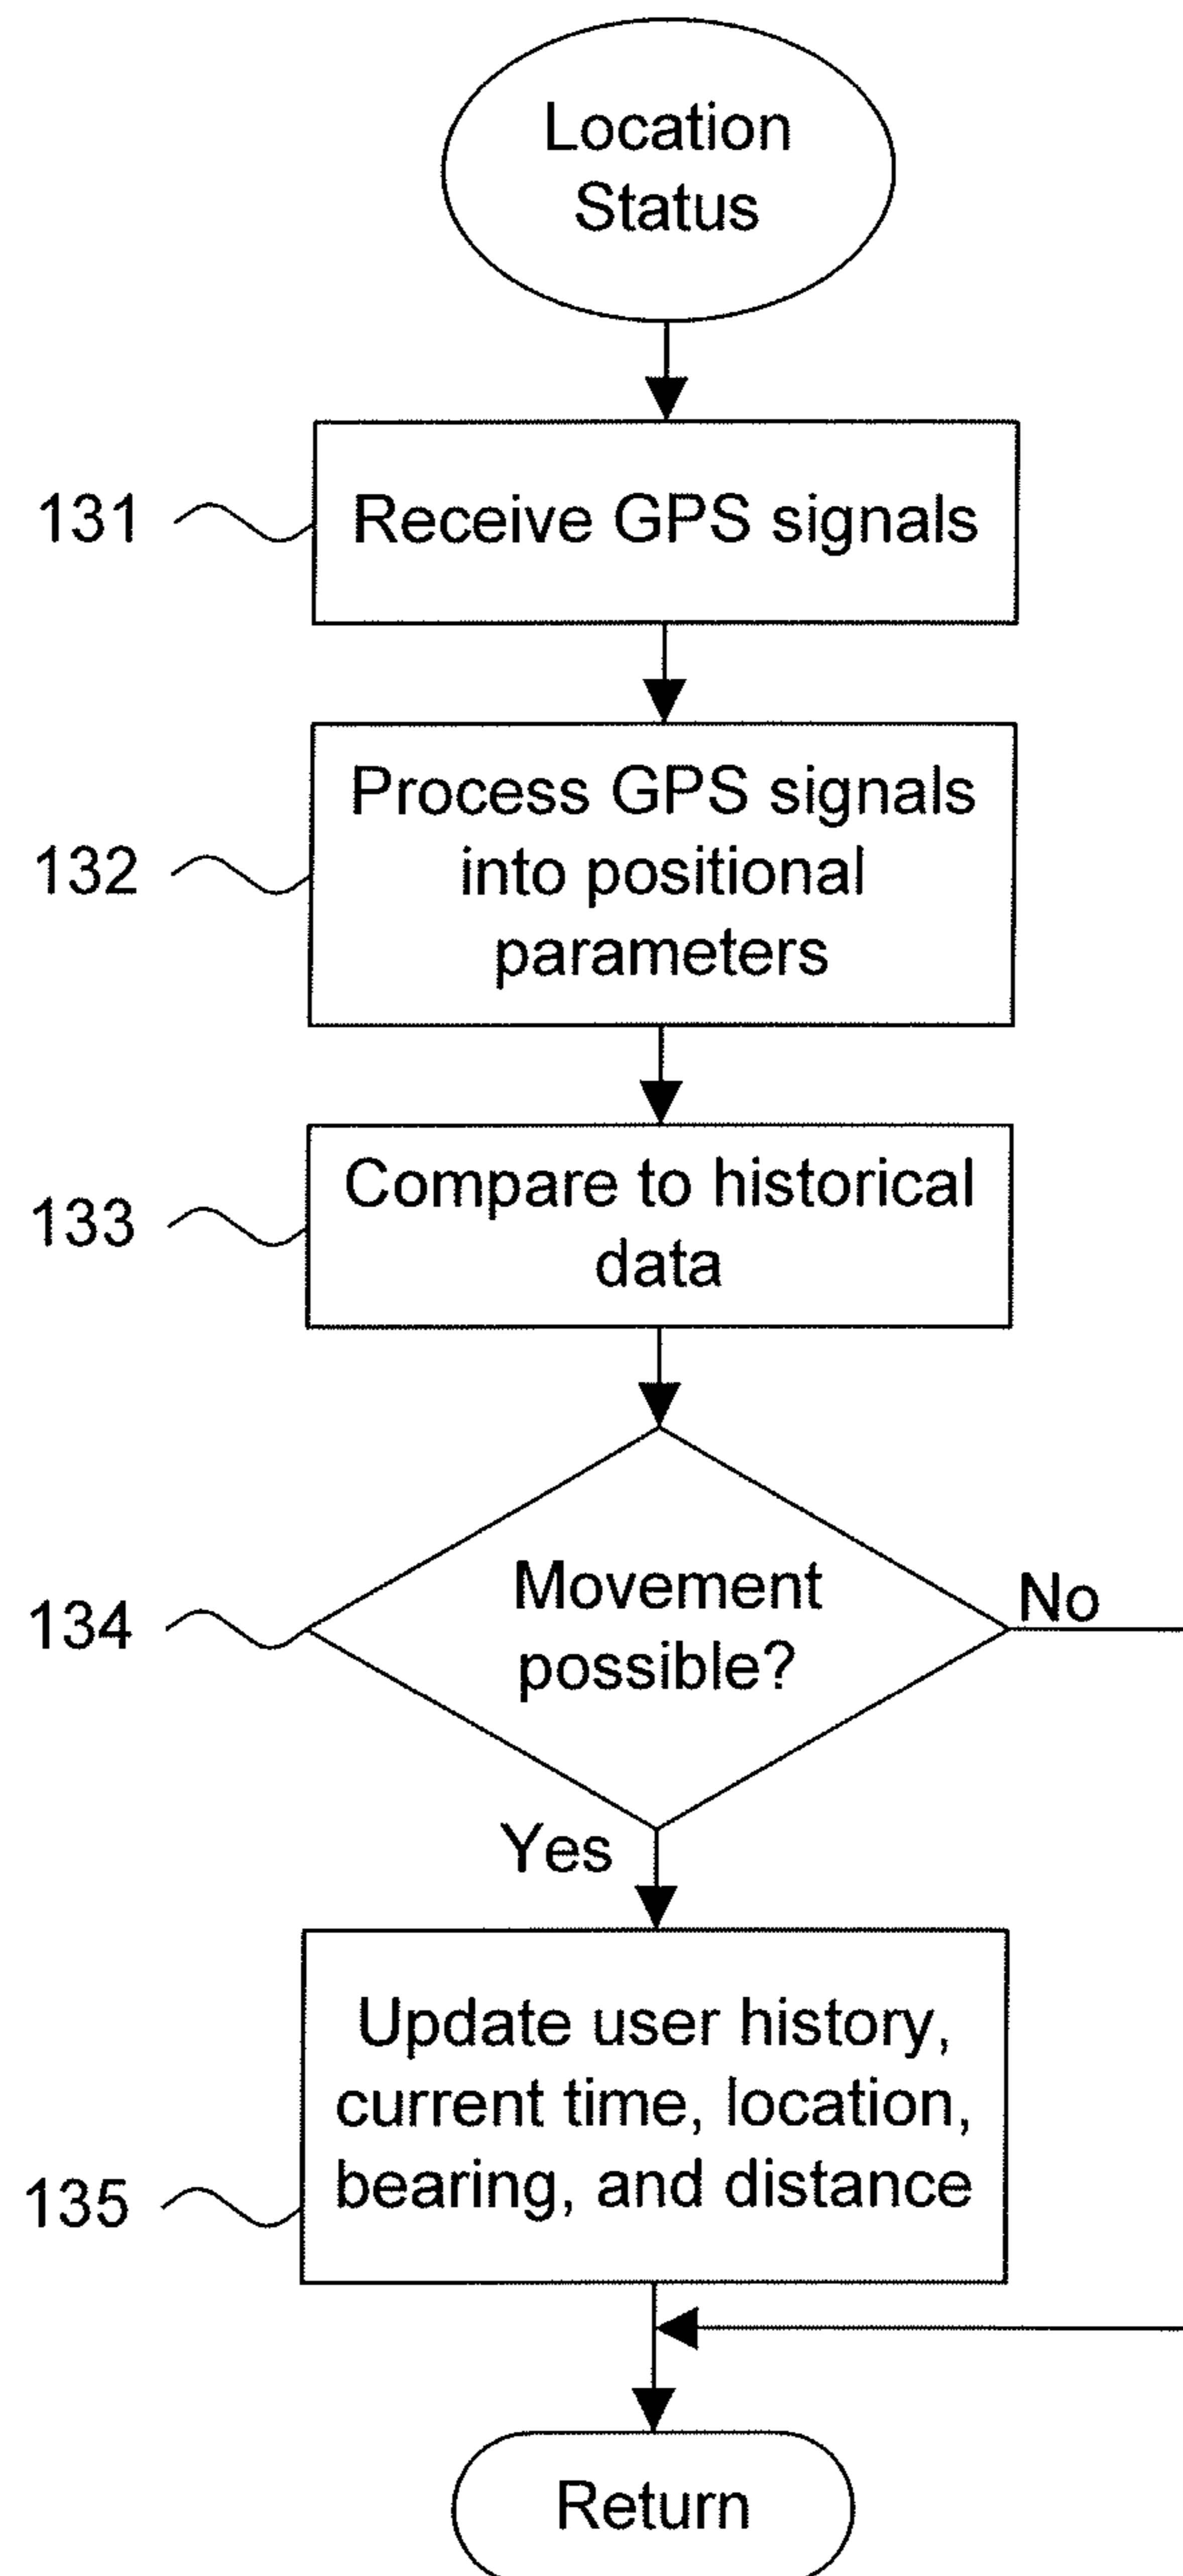 Location
Status
131
Receive GPS signals
132
Process GPS signals
into positional
parameters
133
Compare to historical
data
134
Movement
possible?
No
Yes
135
Update user history,
current time, location,
bearing, and distance
Return